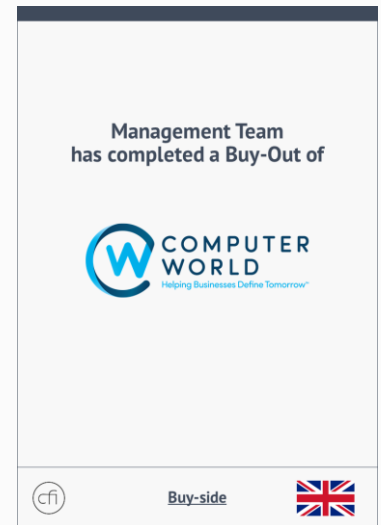 Management Team
has completed a Buy-Out of
COMPUTER
WORLD
Helping Businesses Define Tomorrow™
cfi
Buy-side